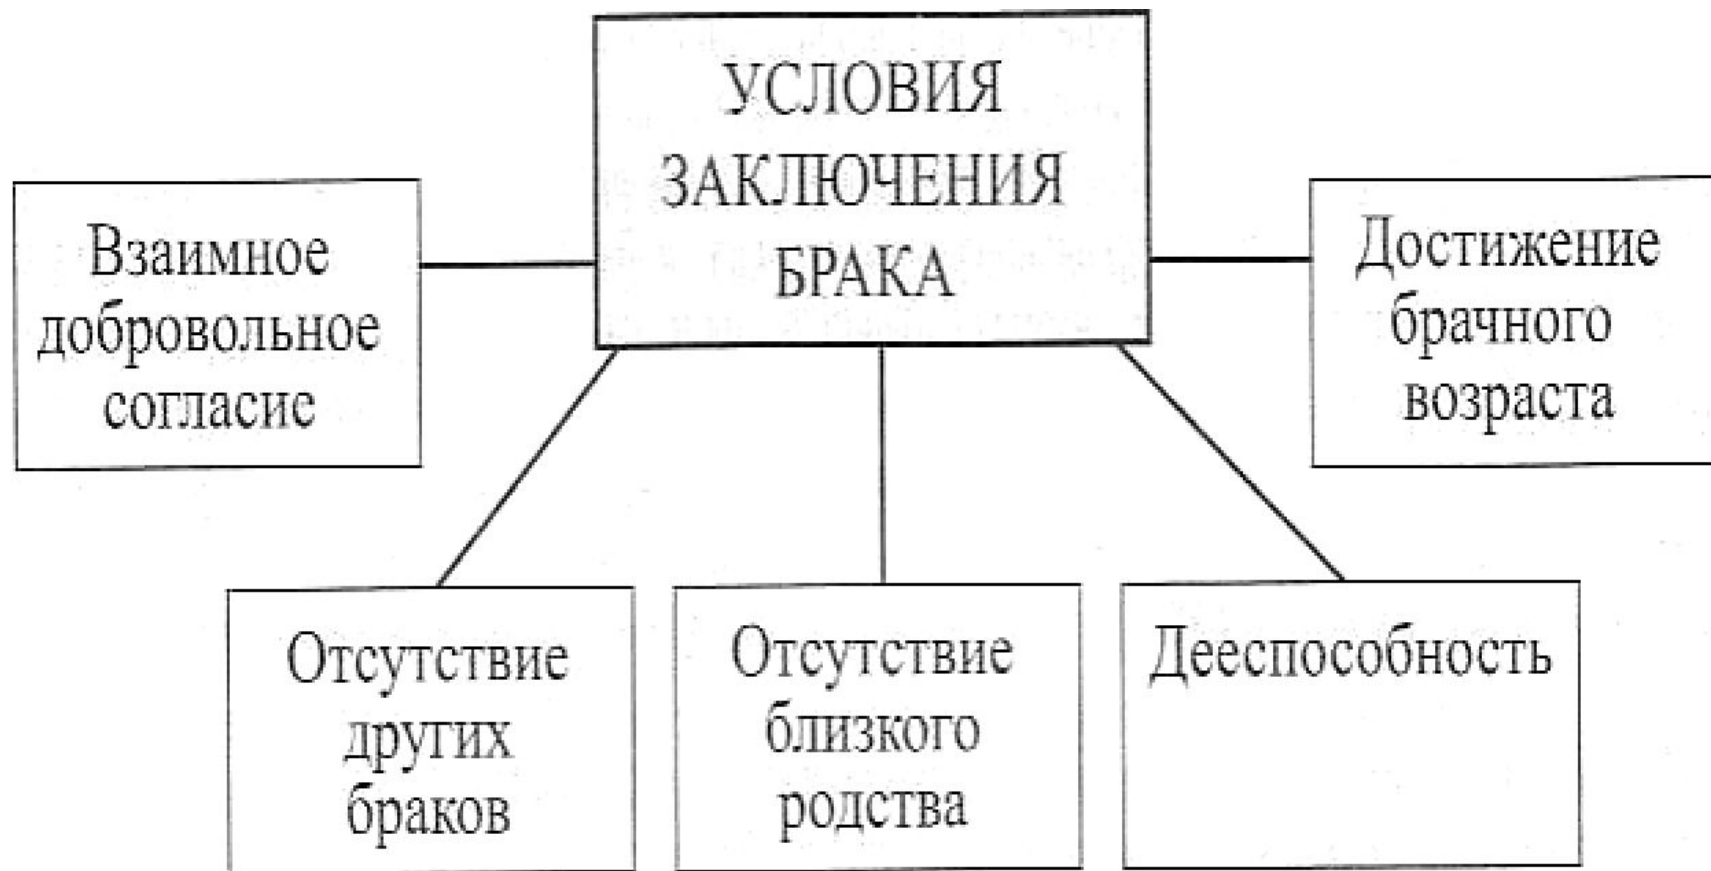 УСЛОВИЯ
ЗАКЛЮЧЕНИЯ
БРАКА
Взаимное
добровольное
согласие
Достижение
брачного
возраста
Отсутствие
других
браков
Отсутствие
близкого
родства
Дееспособность